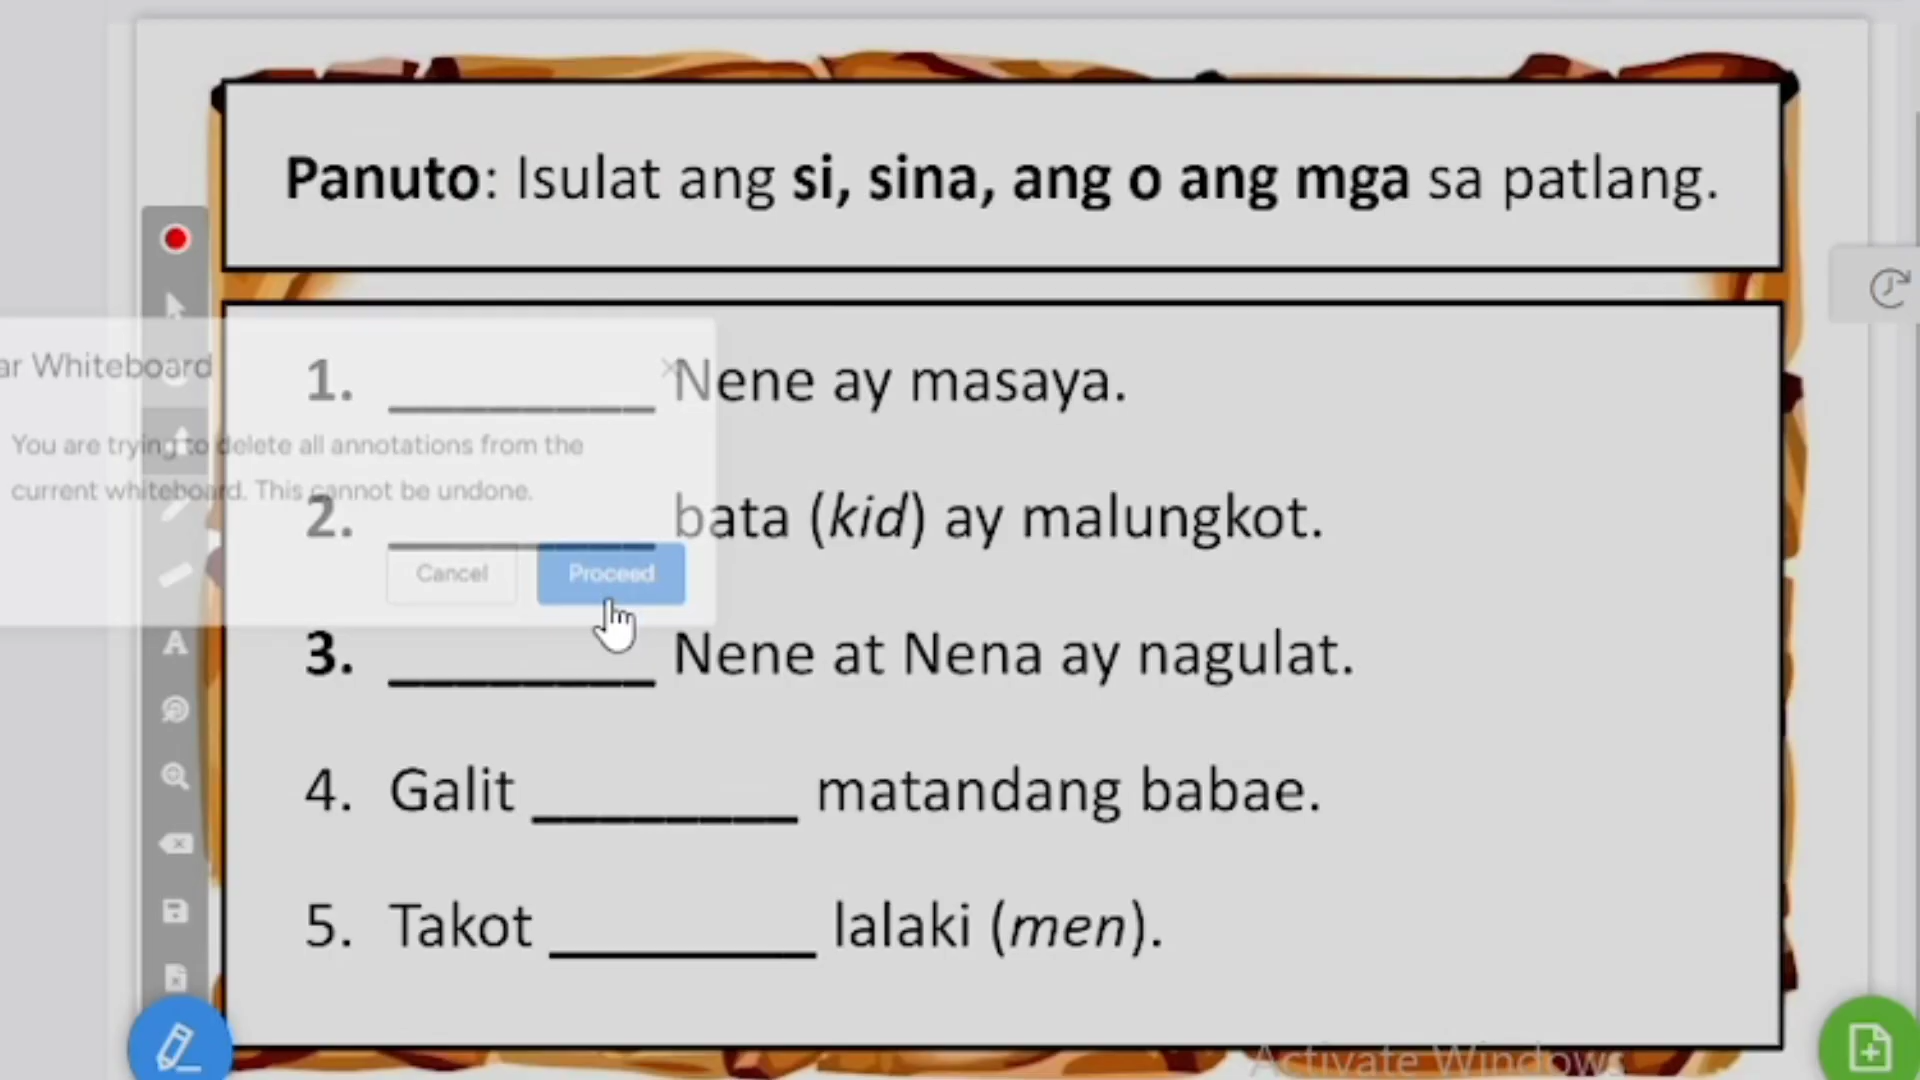 Panuto: Isulat ang si, sina, ang o ang mga sa patlang.
ar Whiteboard
1. ________ Nene ay masaya.
You are trying to delete all annotations from the
current whiteboard. This cannot be undone.
2. ________ bata (kid) ay malungkot.
Cancel Proceed
3. ________ Nene at Nena ay nagulat.
A
4. Galit ________ matandang babae.
5. Takot ________ lalaki (men).
Activate Windows